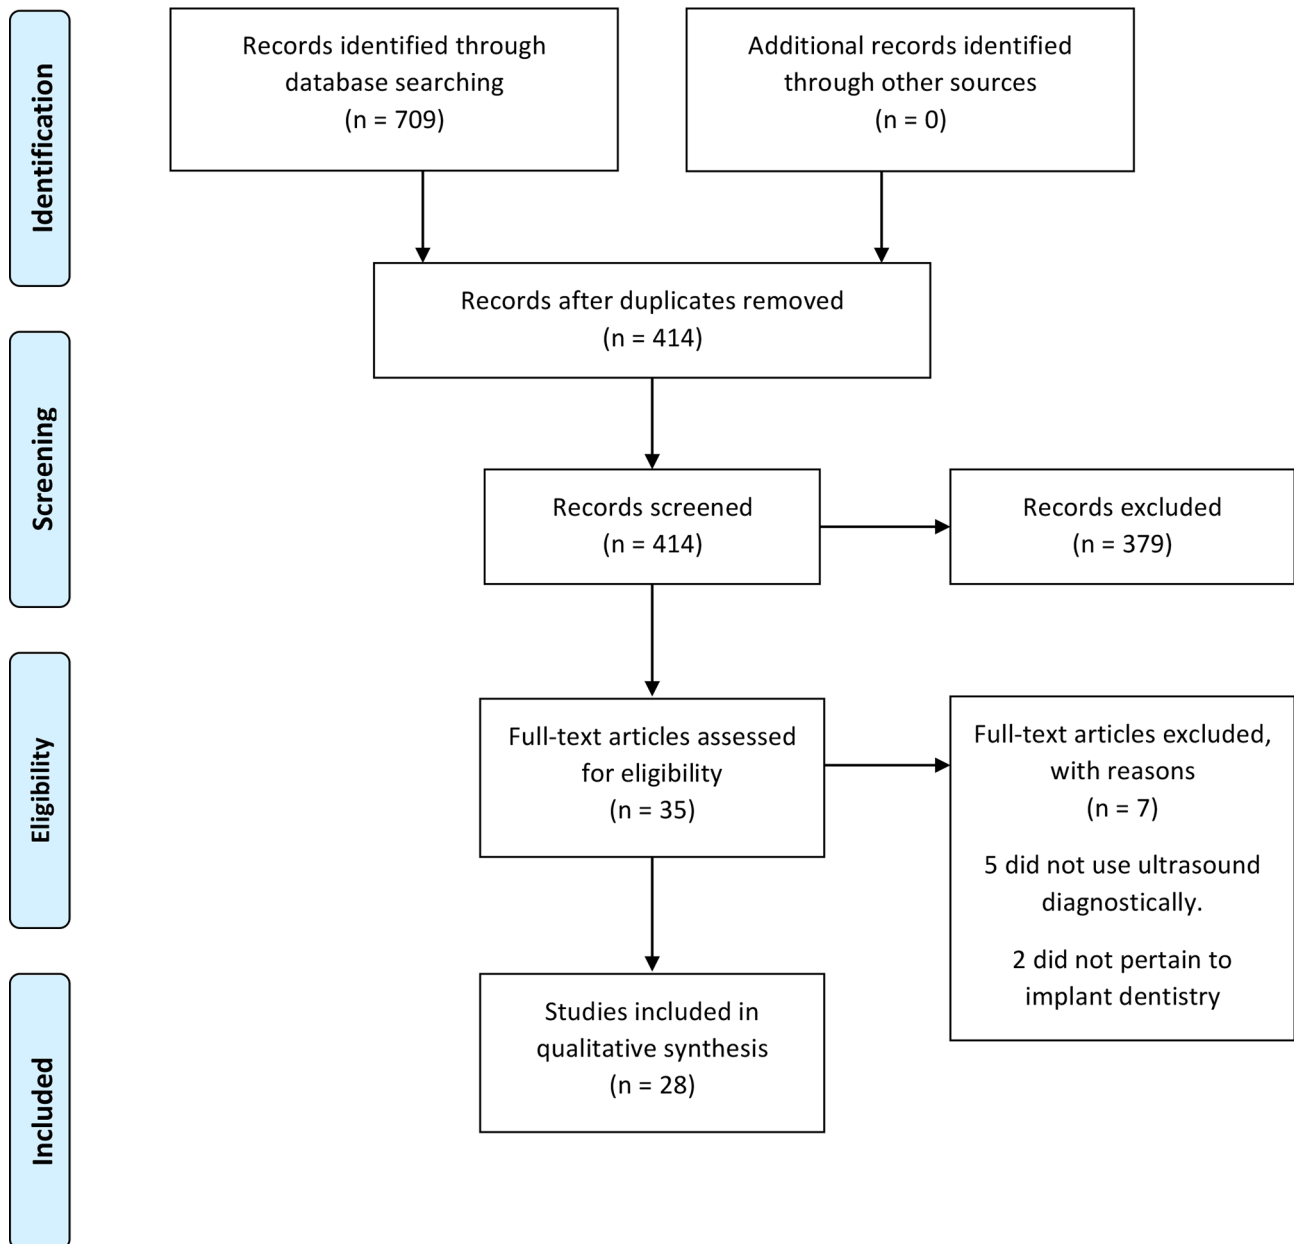 Identification
Records identified through
database searching
(n = 709)
Additional records identified
through other sources
(n = 0)
Records after duplicates removed
(n = 414)
Screening
Records screened
(n = 414)
Records excluded
(n = 379)
Eligibility
Full-text articles assessed
for eligibility
(n = 35)
Full-text articles excluded,
with reasons
(n = 7)
5 did not use ultrasound
diagnostically.
2 did not pertain to
implant dentistry
Included
Studies included in
qualitative synthesis
(n = 28)